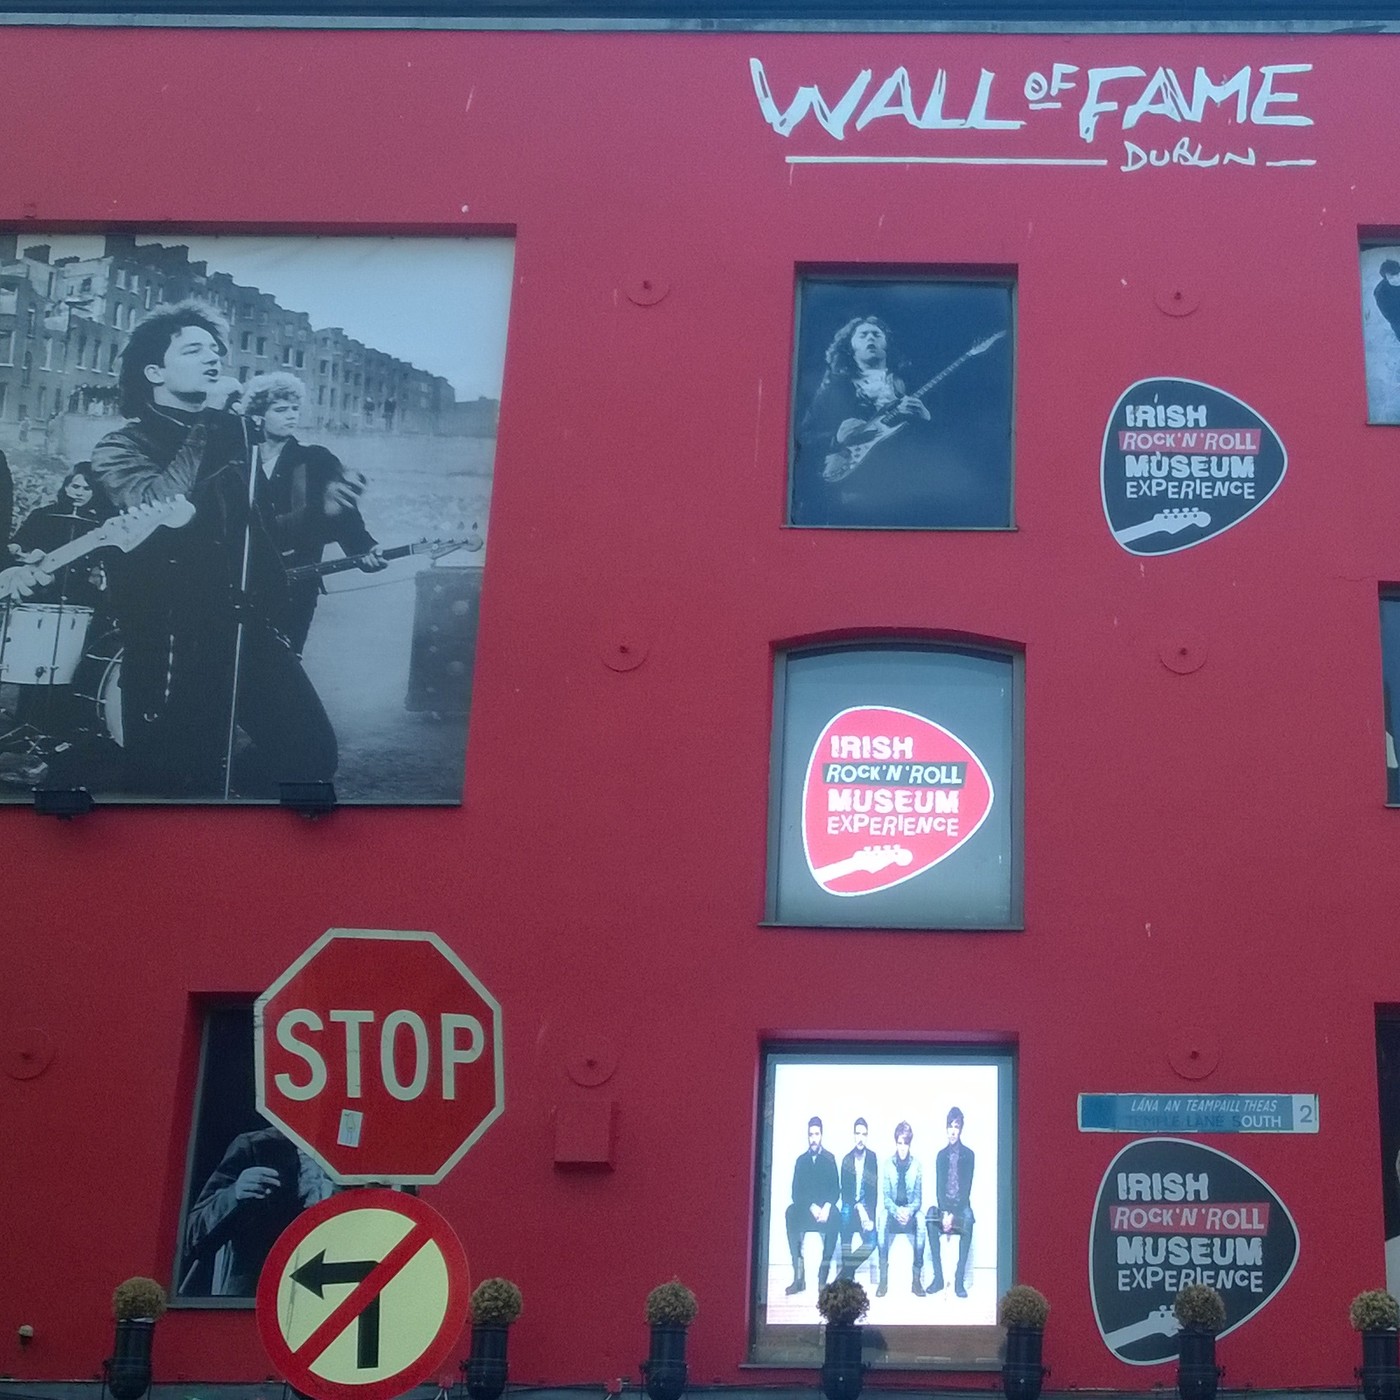 WALL OF FAME
DUBLIN
IRISH
ROCK'N'ROLL
MUSEUM
EXPERIENCE
IRISH
ROCK'N'ROLL
MUSEUM
EXPERIENCE
STOP
LÁNA AN TEAMPAILL THEAS
TEMPLE LANE SOUTH 2
IRISH
ROCK'N'ROLL
MUSEUM
EXPERIENCE